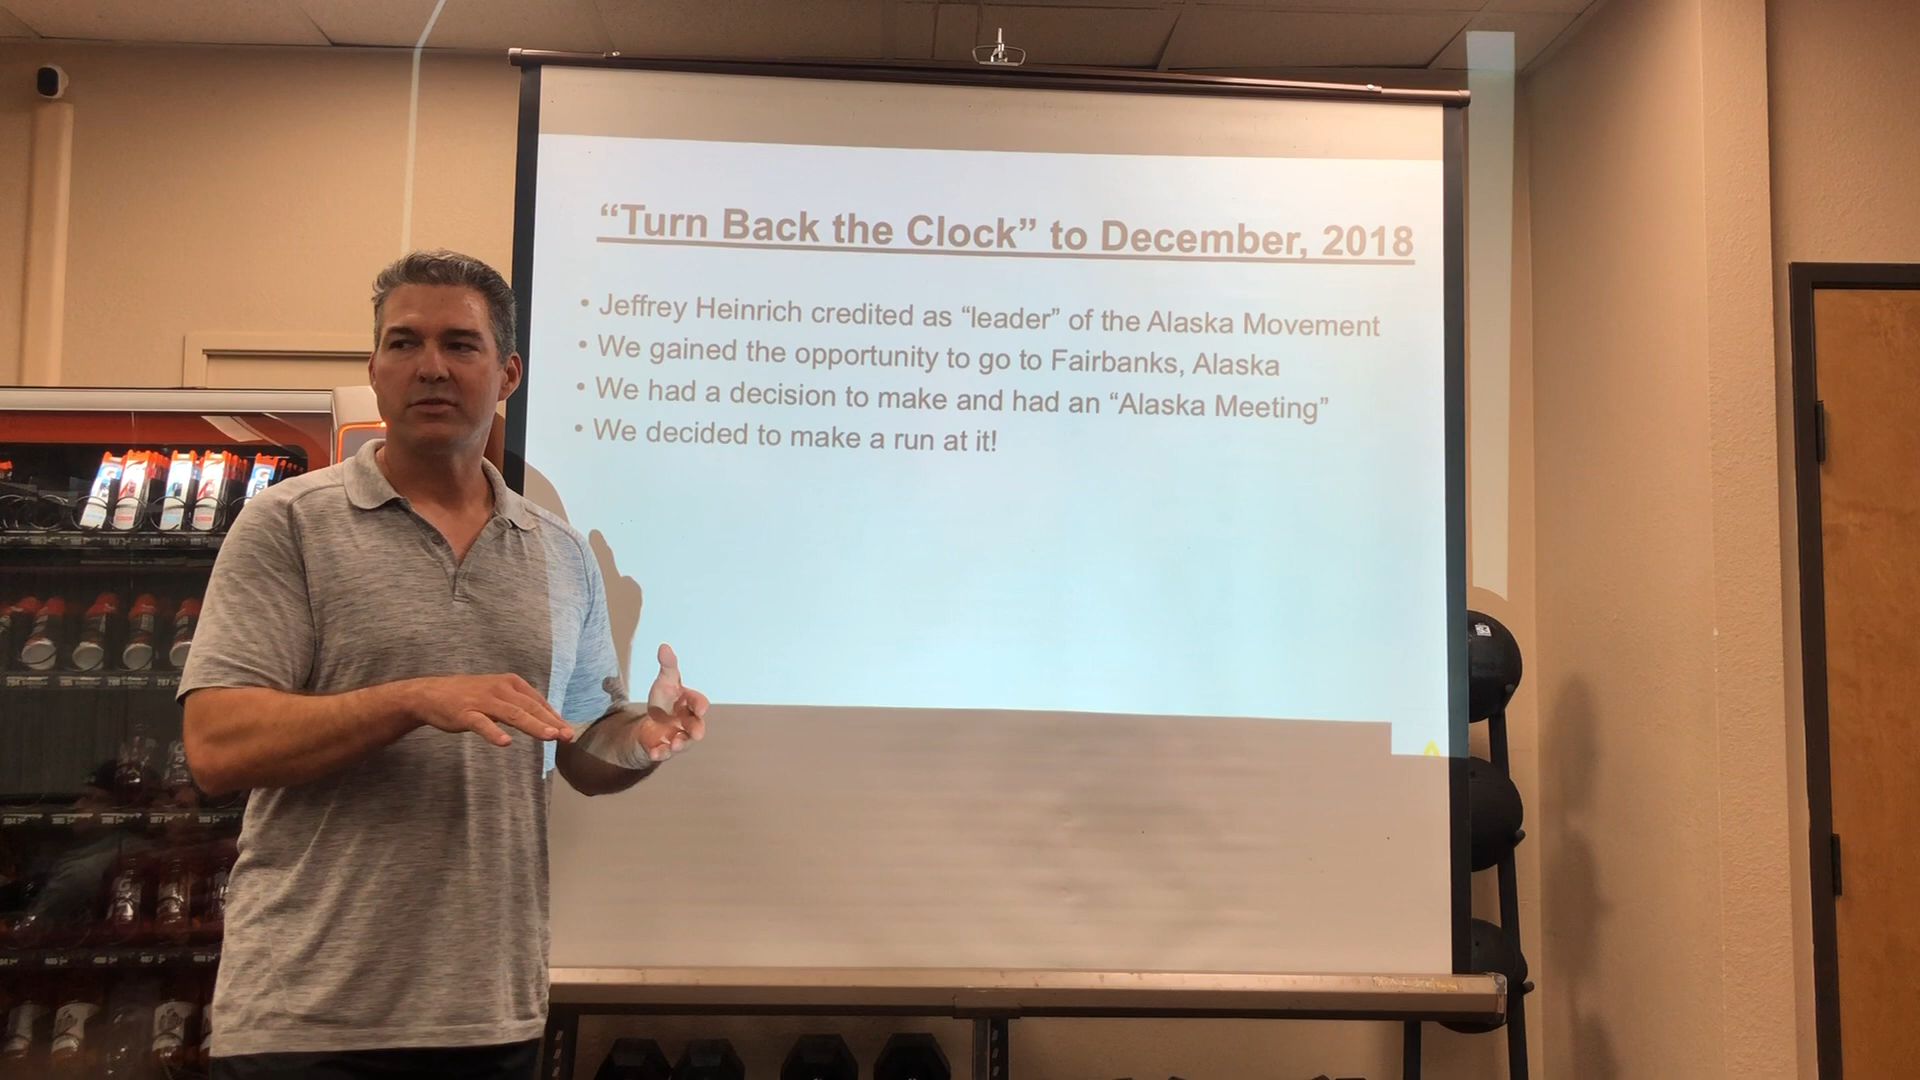 “Turn Back the Clock” to December, 2018
• Jeffrey Heinrich credited as “leader” of the Alaska Movement
• We gained the opportunity to go to Fairbanks, Alaska
• We had a decision to make and had an “Alaska Meeting”
• We decided to make a run at it!